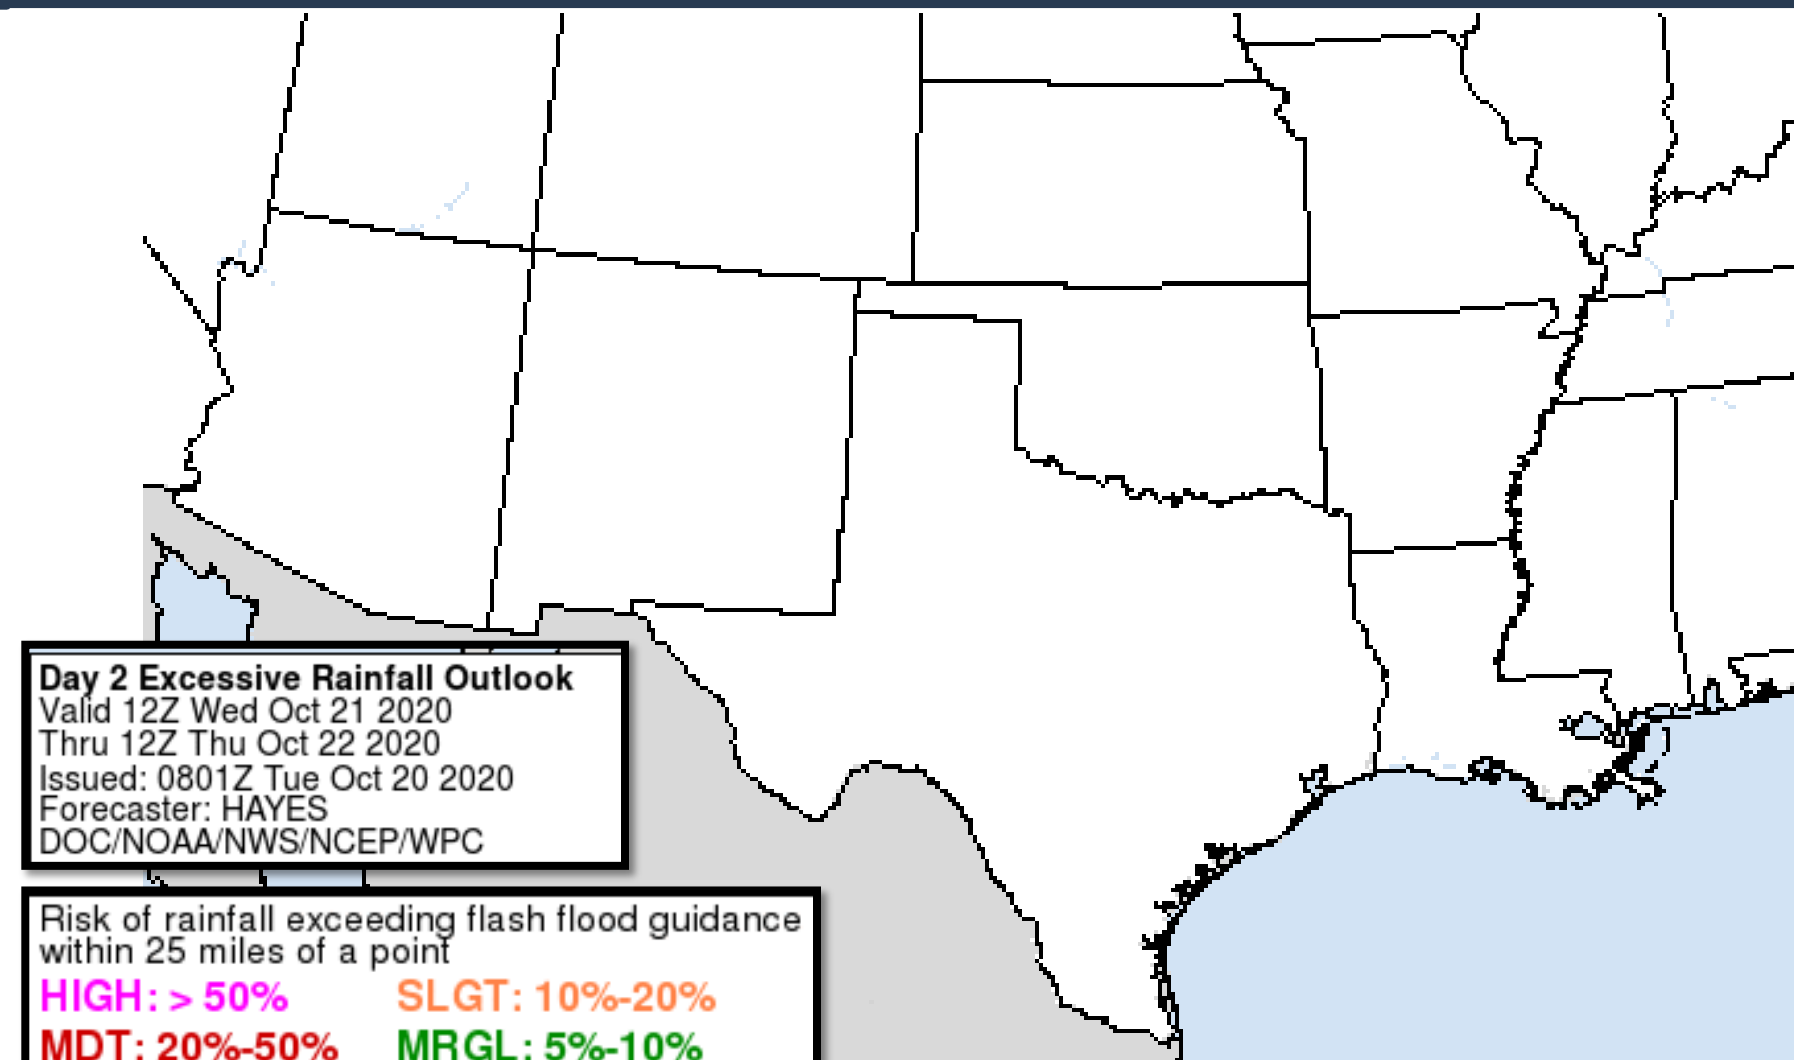 Day 2 Excessive Rainfall Outlook
Valid 12Z Wed Oct 21 2020
Thru 12Z Thu Oct 22 2020
Issued: 0801Z Tue Oct 20 2020
Forecaster: HAYES
DOC/NOAA/NWS/NCEP/WPC
Risk of rainfall exceeding flash flood guidance
within 25 miles of a point
HIGH: > 50% SLGT: 10%-20%
MDT: 20%-50% MRGL: 5%-10%